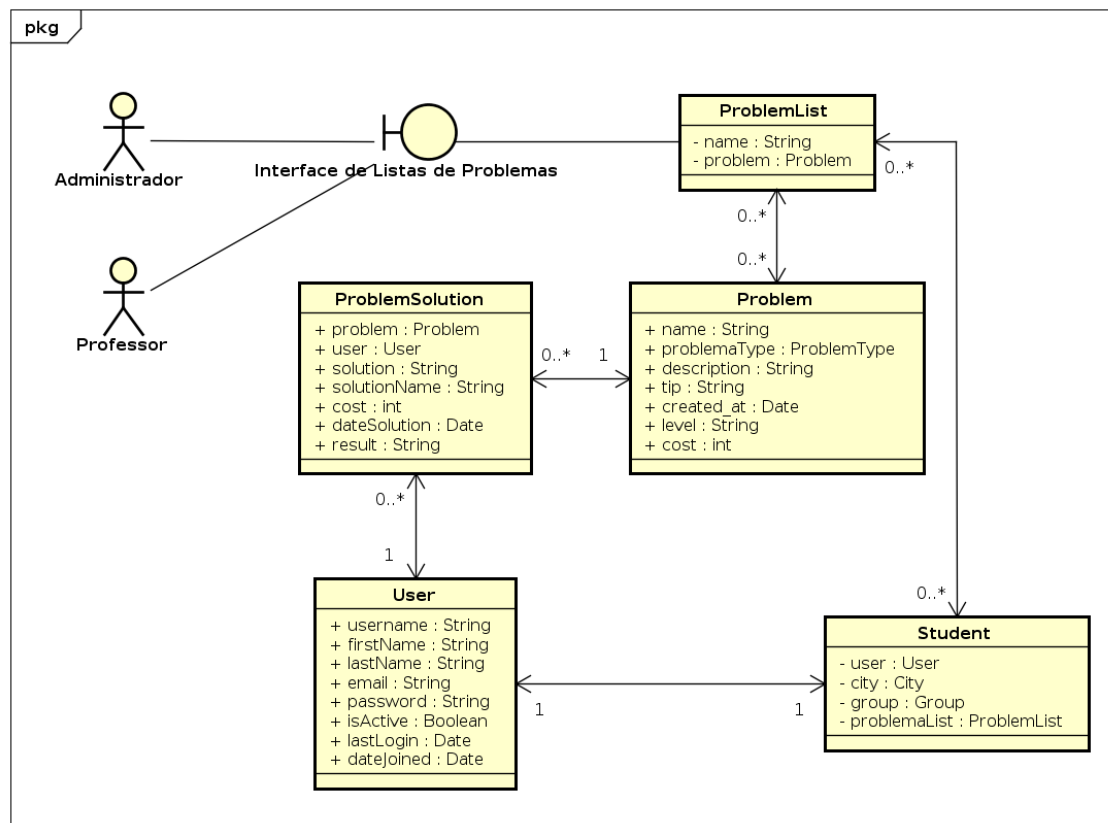 pkg
Administrador
Interface de Listas de Problemas
ProblemList
- name : String
- problem : Problem
0..*
0..*
0..*
Professor
ProblemSolution
+ problem : Problem
+ user : User
+ solution : String
+ solutionName : String
+ cost : int
+ dateSolution : Date
+ result : String
0..*
1
Problem
+ name : String
+ problemaType : ProblemType
+ description : String
+ tip : String
+ created_at : Date
+ level : String
+ cost : int
0..*
1
User
+ username : String
+ firstName : String
+ lastName : String
+ email : String
+ password : String
+ isActive : Boolean
+ lastLogin : Date
+ dateJoined : Date
1
1
0..*
Student
- user : User
- city : City
- group : Group
- problemaList : ProblemList